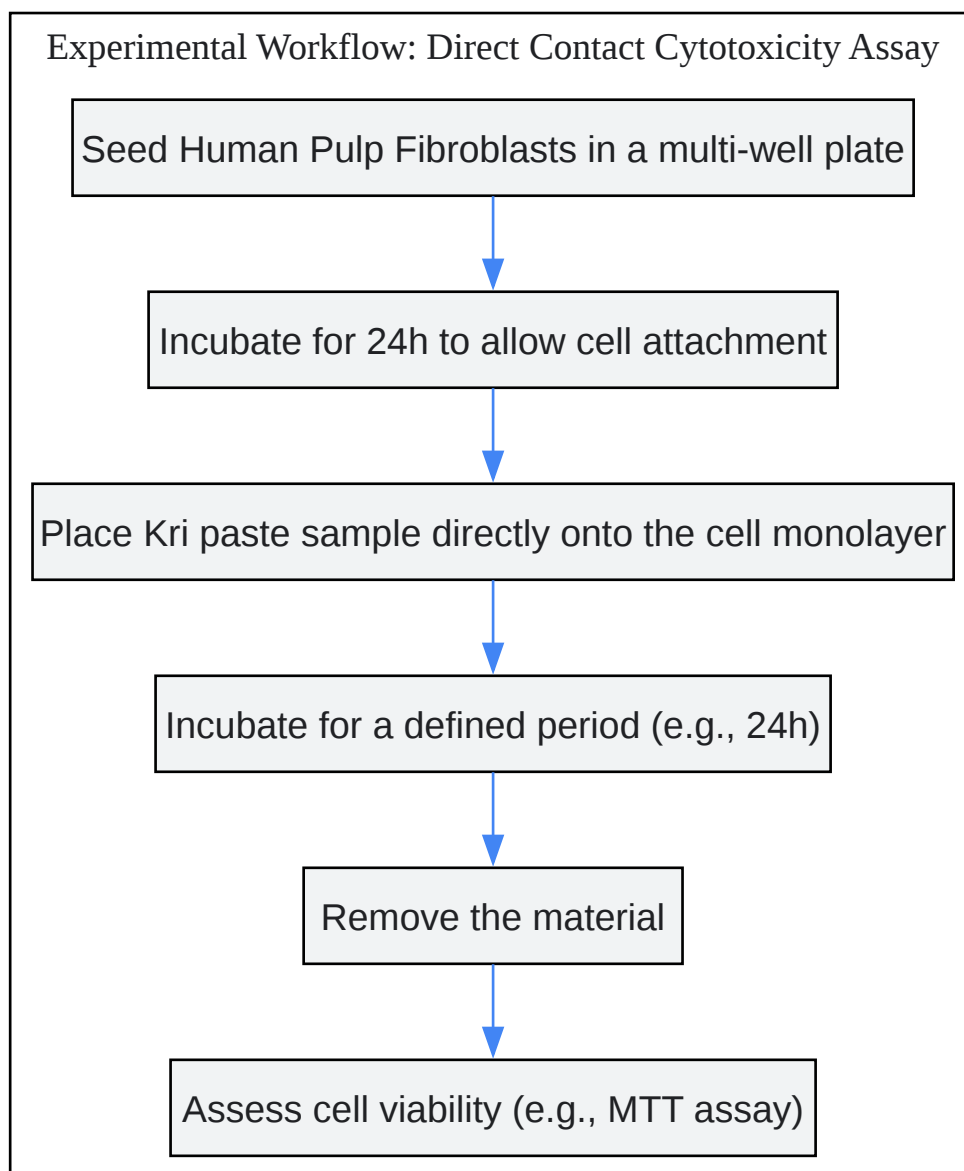 Experimental Workflow: Direct Contact Cytotoxicity Assay
Seed Human Pulp Fibroblasts in a multi-well plate
Incubate for 24h to allow cell attachment
Place Kri paste sample directly onto the cell monolayer
Incubate for a defined period (e.g., 24h)
Remove the material
Assess cell viability (e.g., MTT assay)